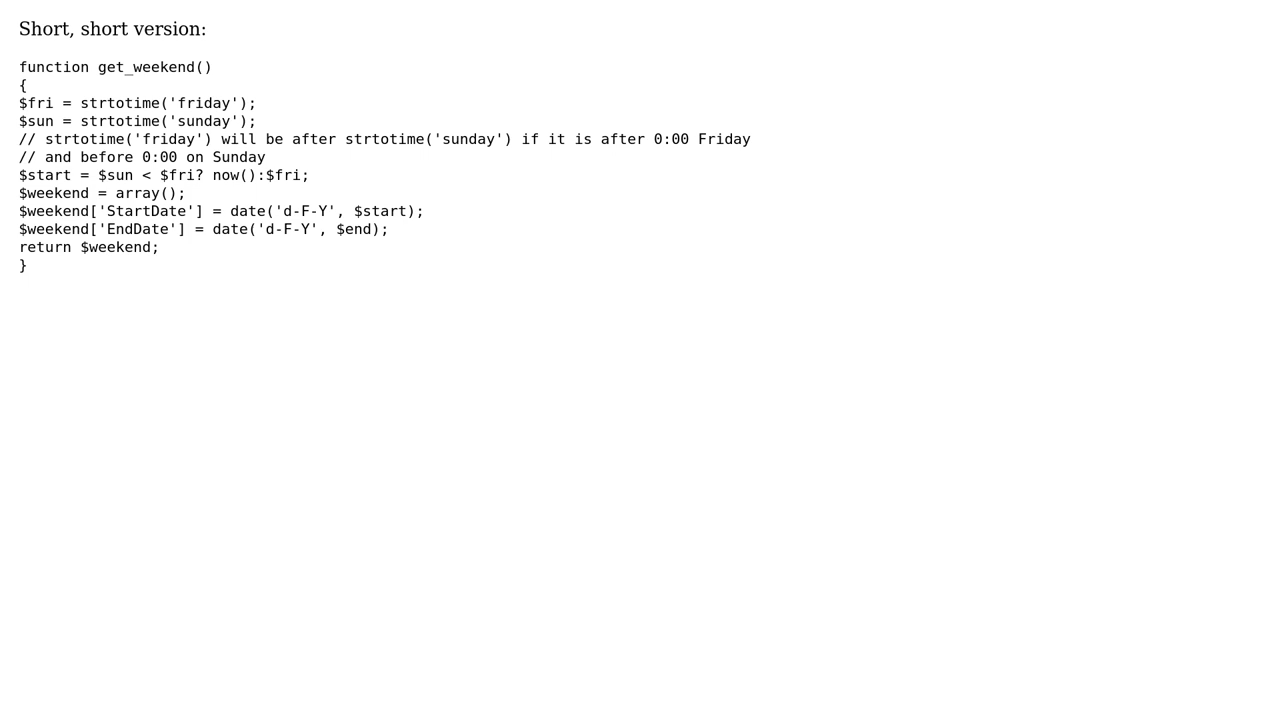 Short, short version:
function get_weekend()
{
$fri = strtotime('friday');
$sun = strtotime('sunday');
// strtotime('friday') will be after strtotime('sunday') if it is after 0:00 Friday
// and before 0:00 on Sunday
$start = $sun < $fri? now():$fri;
$weekend = array();
$weekend['StartDate'] = date('d-F-Y', $start);
$weekend['EndDate'] = date('d-F-Y', $end);
return $weekend;
}